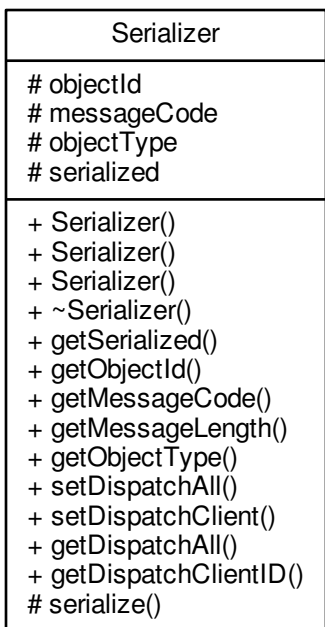 Serializer
# objectId
# messageCode
# objectType
# serialized
+ Serializer()
+ Serializer()
+ Serializer()
+ ~Serializer()
+ getSerialized()
+ getObjectId()
+ getMessageCode()
+ getMessageLength()
+ getObjectType()
+ setDispatchAll()
+ setDispatchClient()
+ getDispatchAll()
+ getDispatchClientID()
# serialize()